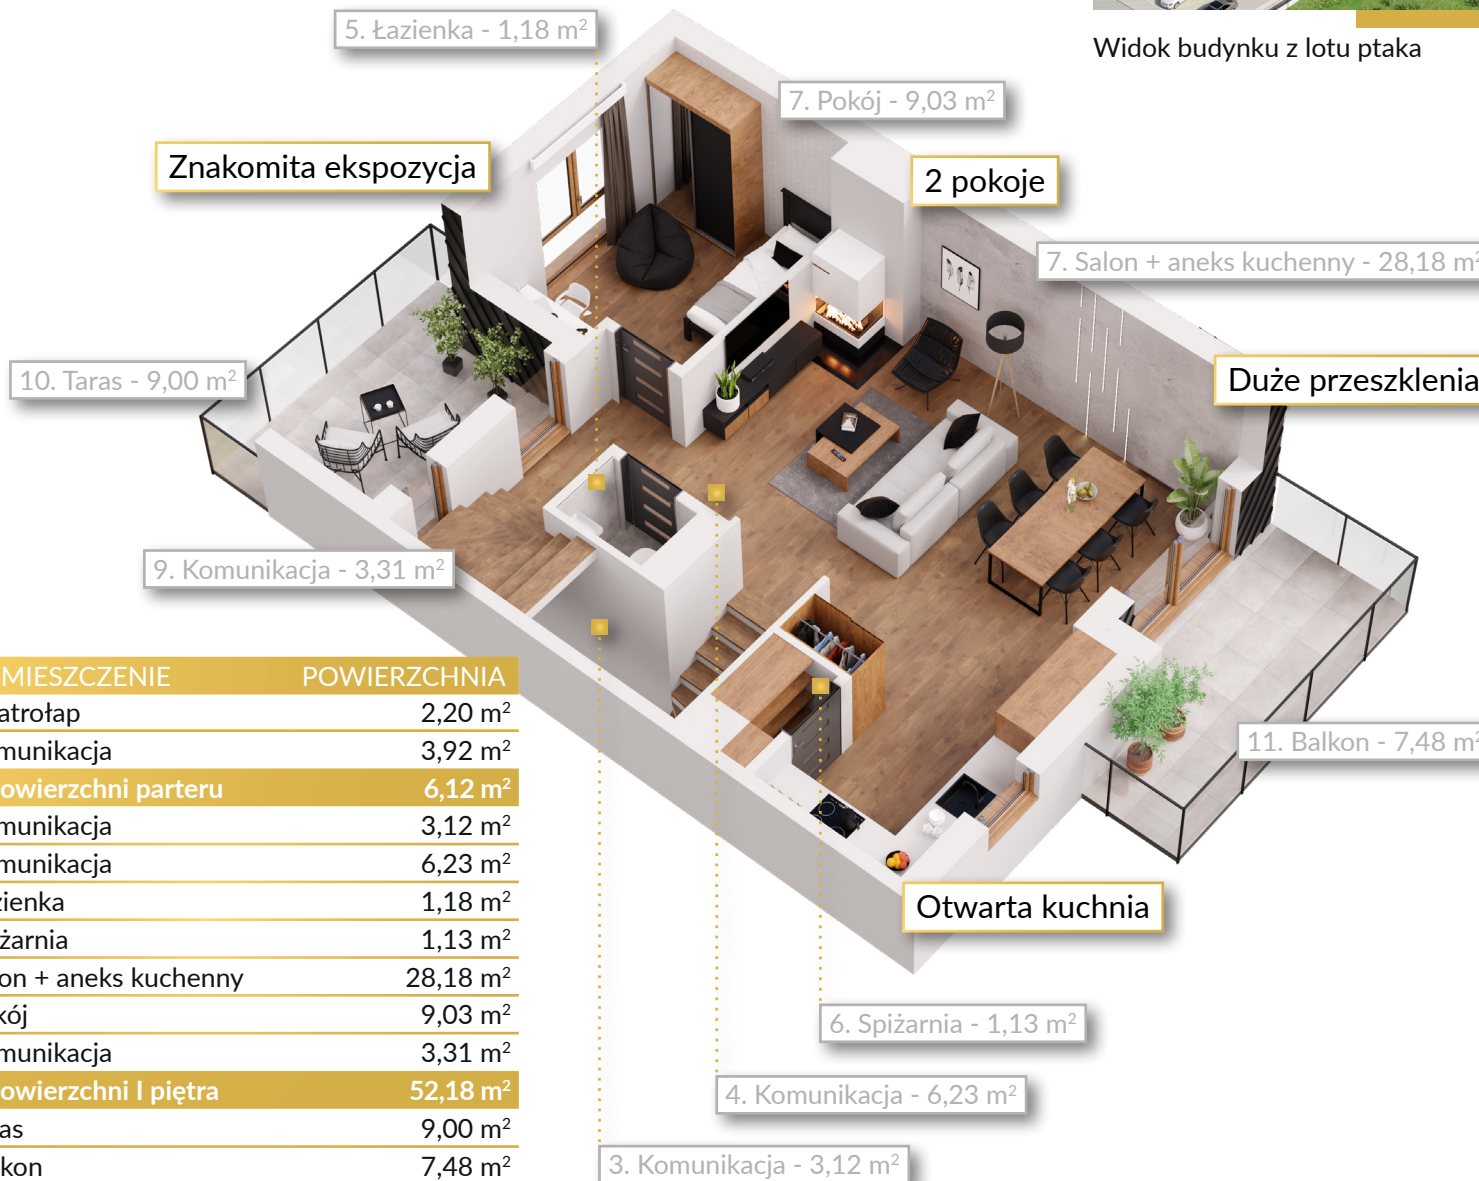 5. Łazienka - 1,18 m²
Widok budynku z lotu ptaka
7. Pokój - 9,03 m²
Znakomita ekspozycja
2 pokoje
7. Salon + aneks kuchenny - 28,18 m²
10. Taras - 9,00 m²
Duże przeszklenia
9. Komunikacja - 3,31 m²
11. Balkon - 7,48 m²
Otwarta kuchnia
6. Spiżarnia - 1,13 m²
4. Komunikacja - 6,23 m²
3. Komunikacja - 3,12 m²
MIESZCZENIE POWIERZCHNIA
atrołap 2,20 m²
munikacja 3,92 m²
owierzchni parteru 6,12 m²
munikacja 3,12 m²
munikacja 6,23 m²
zienka 1,18 m²
żarnia 1,13 m²
on + aneks kuchenny 28,18 m²
kój 9,03 m²
munikacja 3,31 m²
owierzchni I piętra 52,18 m²
as 9,00 m²
kon 7,48 m²